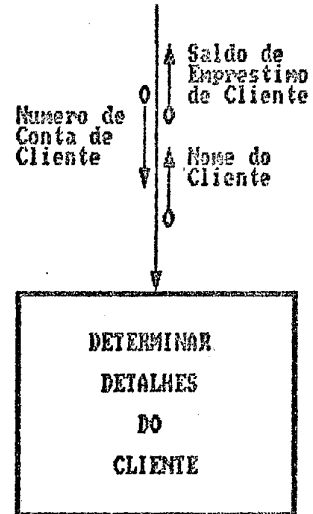 Saldo de
Emprestimo
de Cliente
Numero de
Conta de
Cliente
Nome do
Cliente
DETERMINAR
DETALHES
DO
CLIENTE